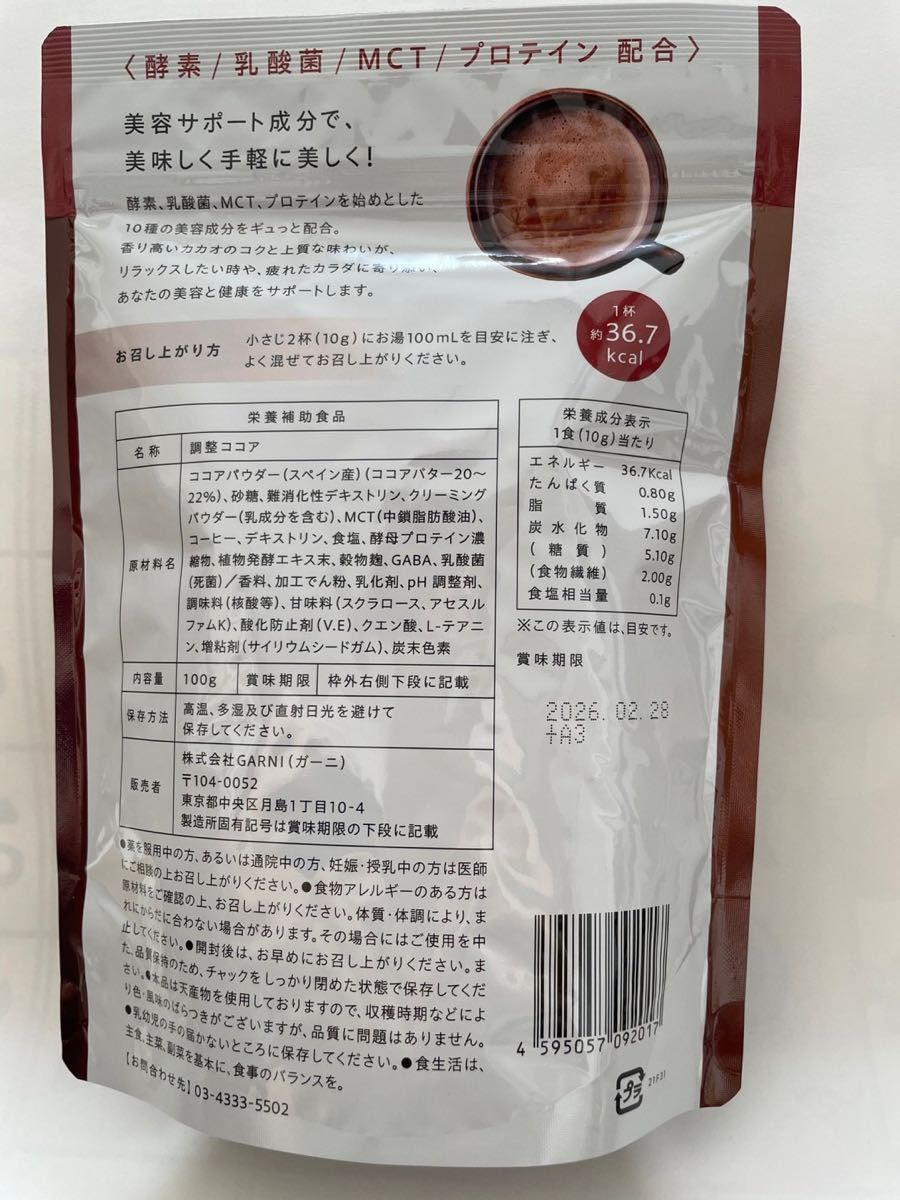 〈酵素/乳酸菌/MCT/プロテイン 配合〉
美容サポート成分で、
美味しく手軽に美しく!
酵素、乳酸菌、MCT、プロテインを始めとした
10種の美容成分をギュっと配合。
香り高いカカオのコクと上質な味わいが、
リラックスしたい時や、疲れたカラダに寄り添い、
あなたの美容と健康をサポートします。
1杯
約36.7
kcal
お召し上がり方
小さじ2杯(10g)にお湯100mLを目安に注ぎ、
よく混ぜてお召し上がりください。
栄養補助食品
名称 調整ココア
原材料名
ココアパウダー(スペイン産)(ココアバター20〜
22%)、砂糖、難消化性デキストリン、クリーミング
パウダー(乳成分を含む)、MCT(中鎖脂肪酸油)、
コーヒー、デキストリン、食塩、酵母プロテイン濃
縮物、植物発酵エキス末、穀物麹、GABA、乳酸菌
(死菌)/香料、加工でん粉、乳化剤、pH 調整剤、
調味料(核酸等)、甘味料(スクラロース、アセスル
ファムK)、酸化防止剤(V.E)、クエン酸、L-テアニ
ン、増粘剤(サイリウムシードガム)、炭末色素
内容量 100g 賞味期限 枠外右側下段に記載
保存方法
高温、多湿及び直射日光を避けて
保存してください。
販売者
株式会社GARNI(ガーニ)
〒104-0052
東京都中央区月島1丁目10-4
製造所固有記号は賞味期限の下段に記載
栄養成分表示
1食(10g)当たり
エネルギー 36.7Kcal
たんぱく質 0.80g
脂質 1.50g
炭水化物 7.10g
(糖質) 5.10g
(食物繊維) 2.00g
食塩相当量 0.1g
※この表示値は、目安です。
賞味期限
2026.02.28
+A3
●薬を服用中の方、あるいは通院中の方、妊娠・授乳中の方は医師
にご相談の上お召し上がりください。●食物アレルギーのある方は
原材料をご確認の上、お召し上がりください。体質・体調により、ま
れにからだに合わない場合があります。その場合にはご使用を中
止してください。●開封後は、お早めにお召し上がりください。ま
た、品質保持のため、チャックをしっかり閉めた状態で保存してくだ
さい。●本品は天産物を使用しておりますので、収穫時期などによ
り色・風味のばらつきがございますが、品質に問題はありません。
●乳幼児の手の届かないところに保存してください。●食生活は、
主食、主菜、副菜を基本に、食事のバランスを。
【お問合わせ先】03-4333-5502
4 595057 092017
プラ
21F31